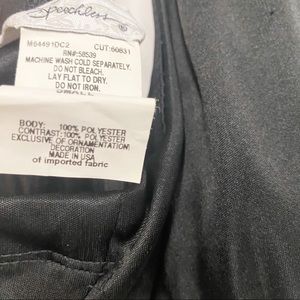 Speechless
M64491DC2 CUT:60831
RN#:58539
MACHINE WASH COLD SEPARATELY.
DO NOT BLEACH.
LAY FLAT TO DRY.
DO NOT IRON.
BODY: 100% POLYESTER
CONTRAST: 100% POLYESTER
EXCLUSIVE OF ORNAMENTATION/
DECORATION
MADE IN USA
of imported fabric